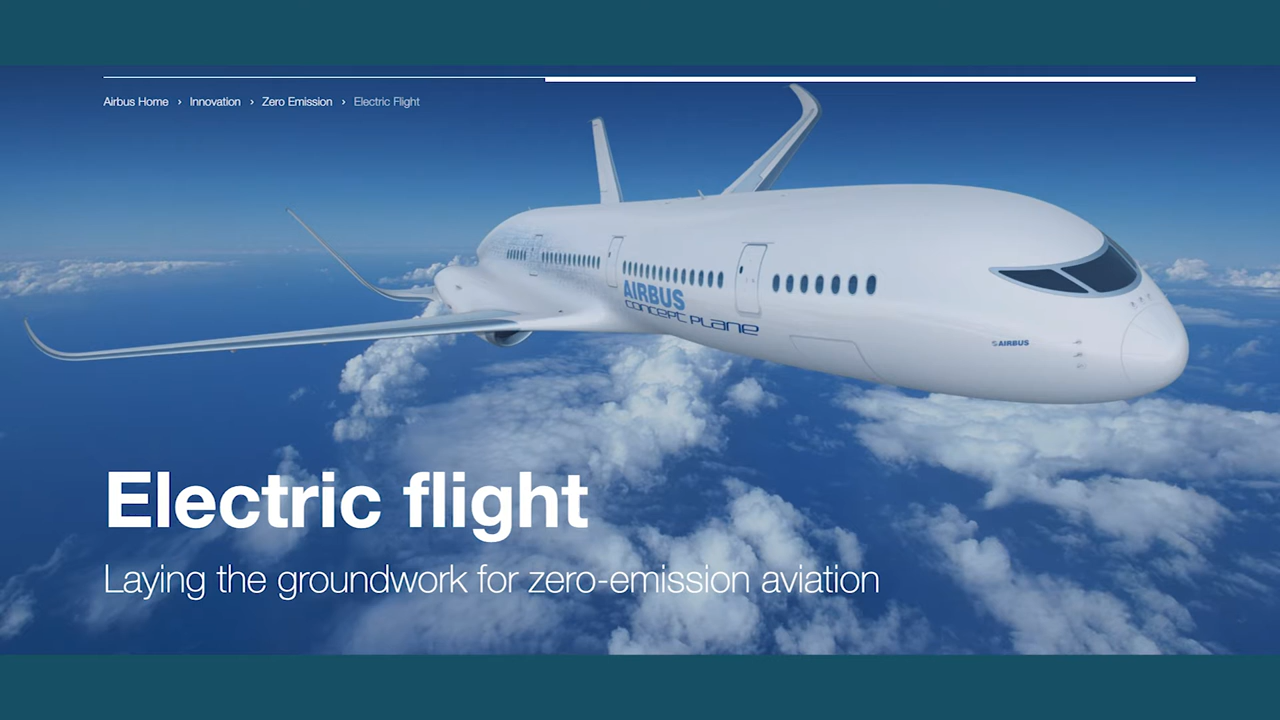 Airbus Home › Innovation › Zero Emission › Electric Flight
AIRBUS
CONCEPT PLANE
AIRBUS
Electric flight
Laying the groundwork for zero-emission aviation